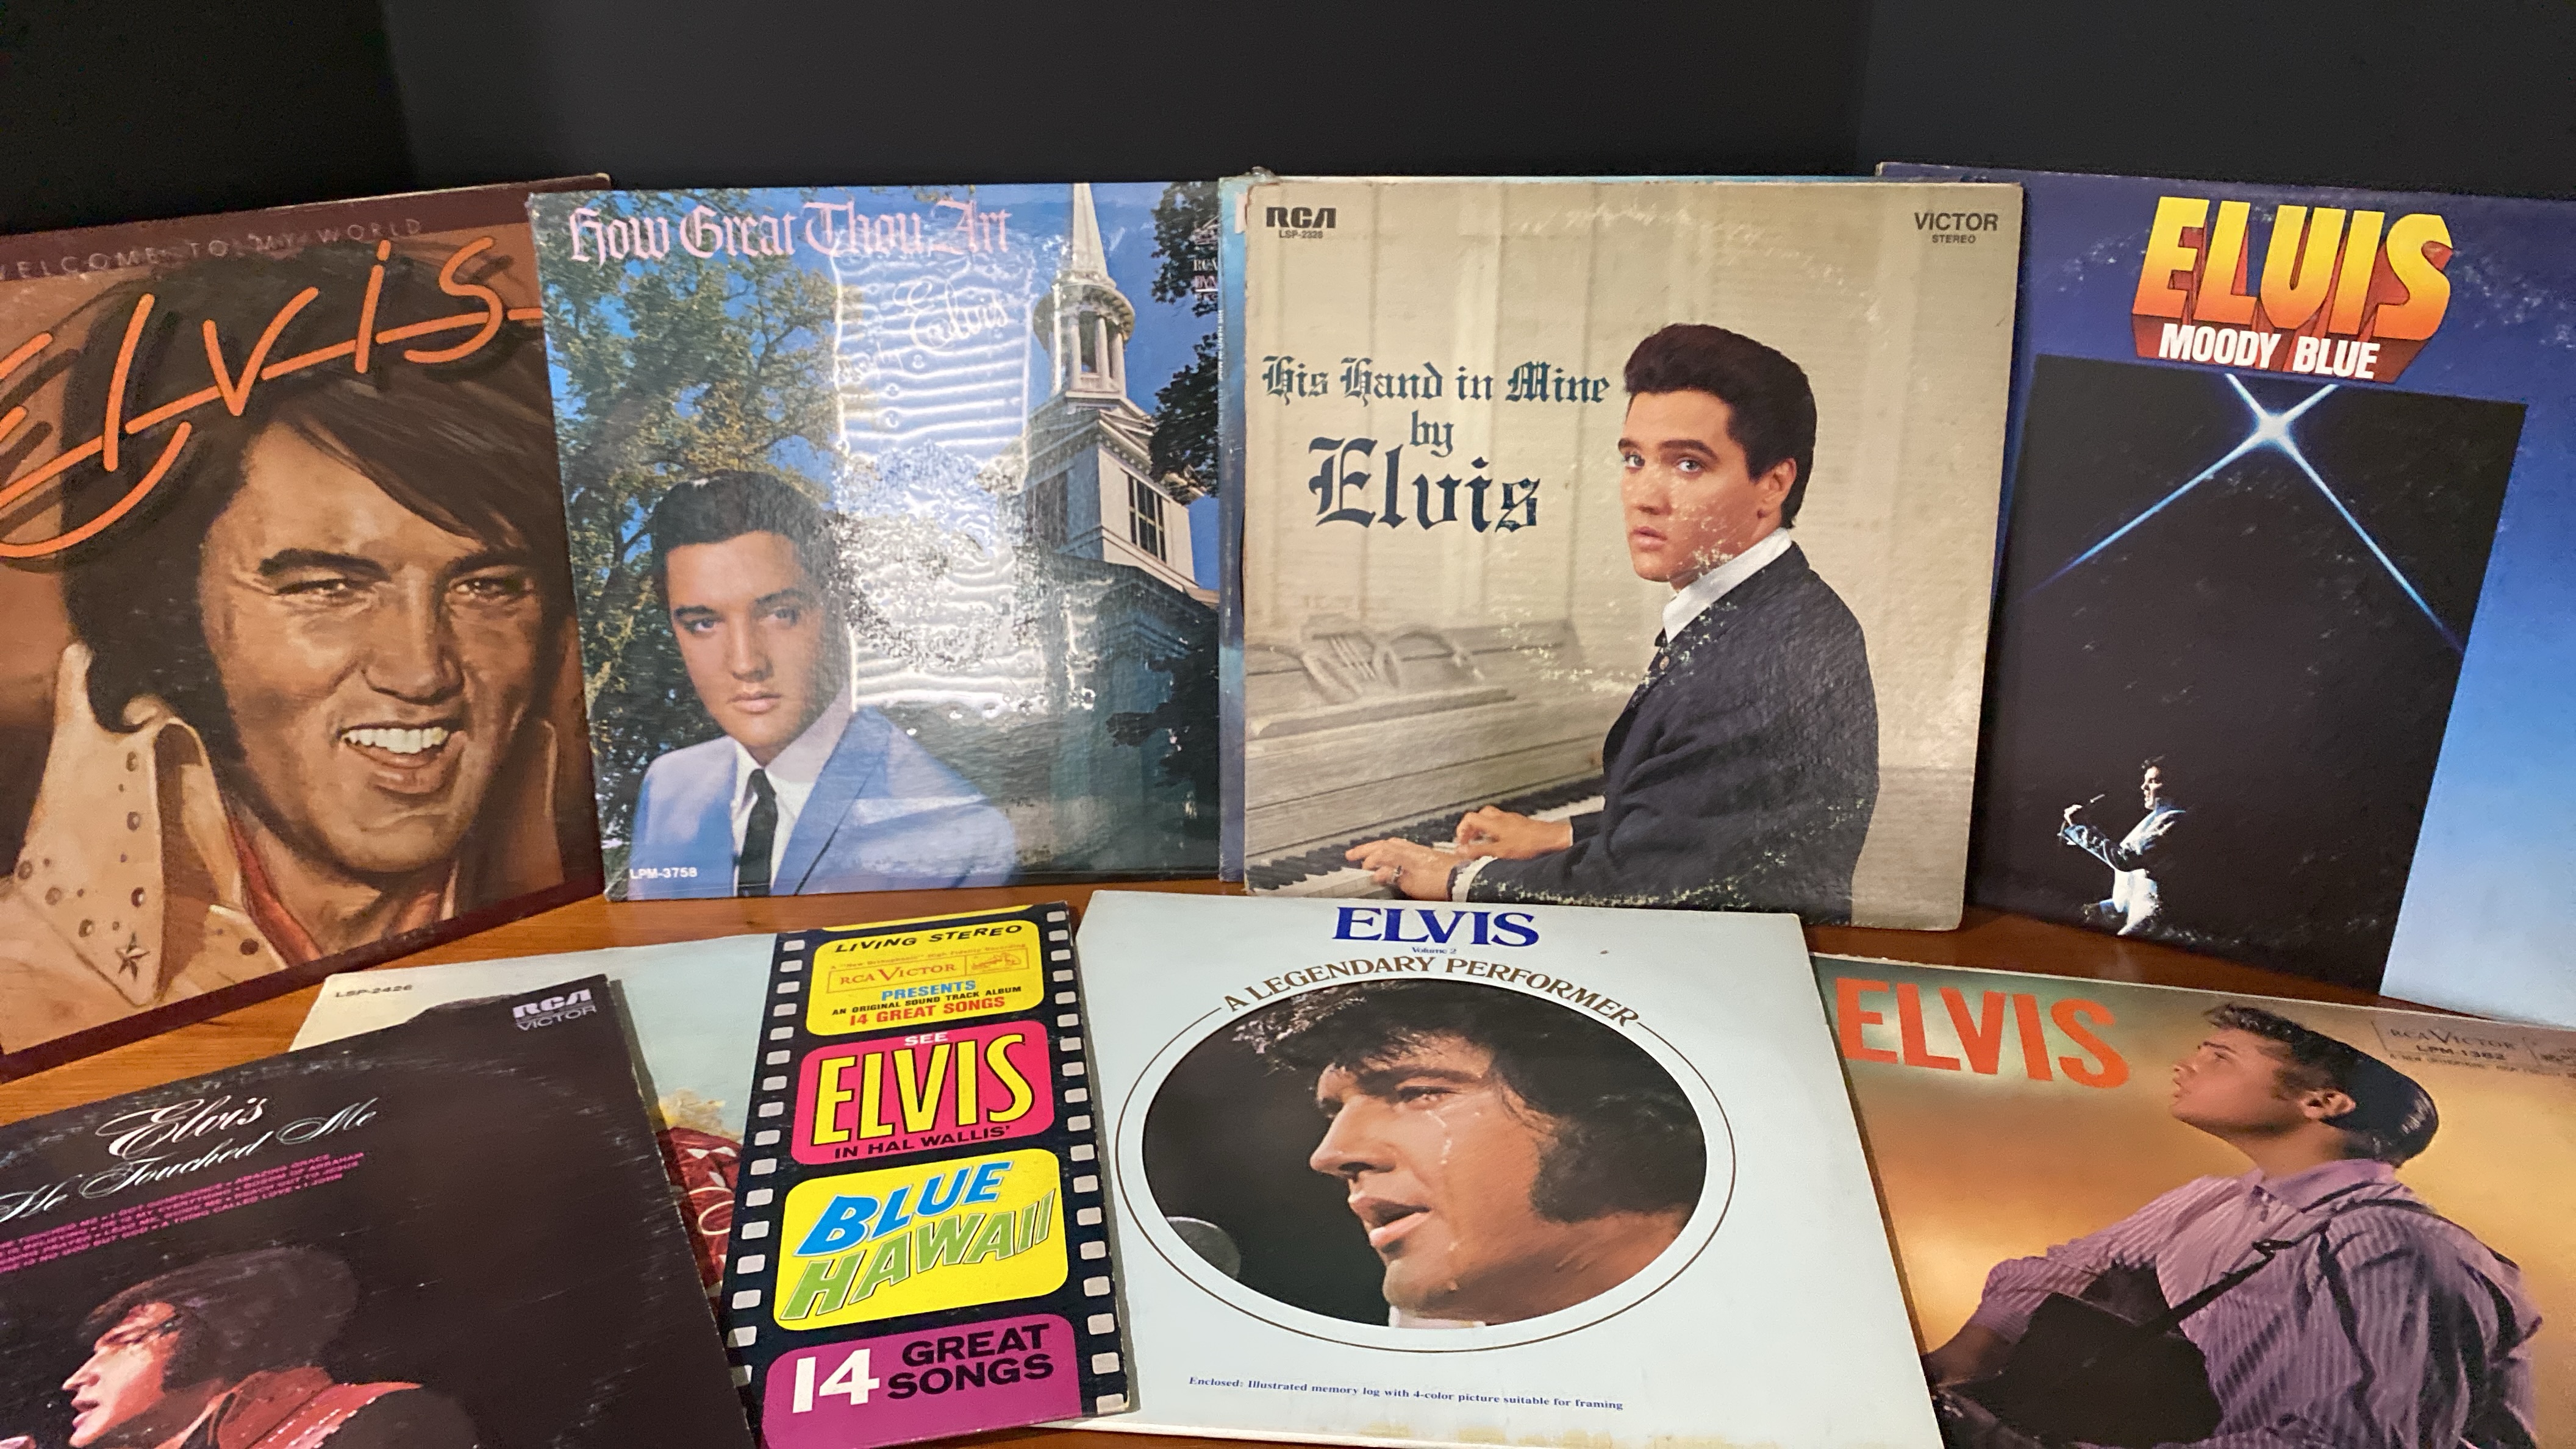 WELCOME TO MY WORLD
Elvis
How Great Thou Art
Elvis
LPM-3758
RCA
LSP-2328
VICTOR
STEREO
His Hand in Mine
by
Elvis
ELVIS
MOODY BLUE
LSP-2426
RCA
VICTOR
Elvis
He Touched Me
AMAZING GRACE
LIVING STEREO
RCA VICTOR
PRESENTS
AN ORIGINAL SOUND TRACK ALBUM
14 GREAT SONGS
SEE
ELVIS
IN HAL WALLIS'
BLUE
HAWAII
14 GREAT
SONGS
ELVIS
Volume 2
A LEGENDARY PERFORMER
Enclosed: Illustrated memory log with 4-color picture suitable for framing
ELVIS
RCA VICTOR
LPM-1382